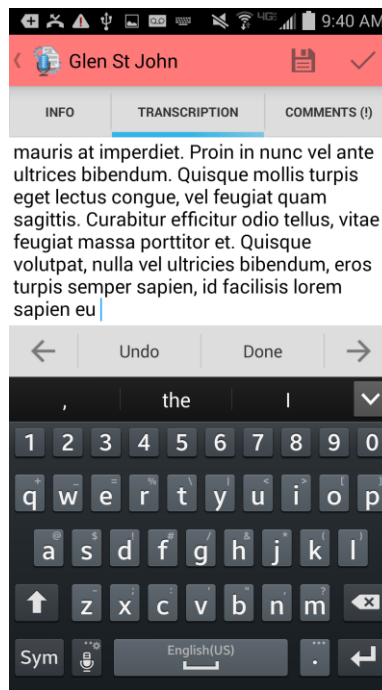 4G 9:40 AM
Glen St John
INFO TRANSCRIPTION COMMENTS (!)
mauris at imperdiet. Proin in nunc vel ante
ultrices bibendum. Quisque mollis turpis
eget lectus congue, vel feugiat quam
sagittis. Curabitur efficitur odio tellus, vitae
feugiat massa porttitor et. Quisque
volutpat, nulla vel ultricies bibendum, eros
turpis semper sapien, id facilisis lorem
sapien eu
Undo Done
, the I
1 2 3 4 5 6 7 8 9 0
q w e r t y u i o p
a s d f g h j k l
z x c v b n m
Sym English(US) .